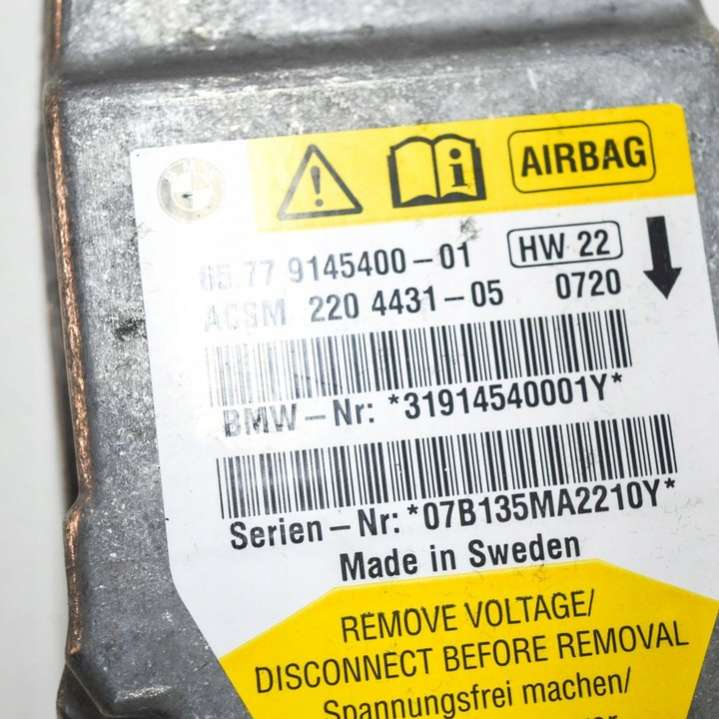 AIRBAG
65.77 9145400-01 HW 22
ACSM 220 4431-05 0720
BMW-Nr: *31914540001Y*
Serien-Nr: *07B135MA2210Y*
Made in Sweden
REMOVE VOLTAGE/
DISCONNECT BEFORE REMOVAL
Spannungsfrei machen/